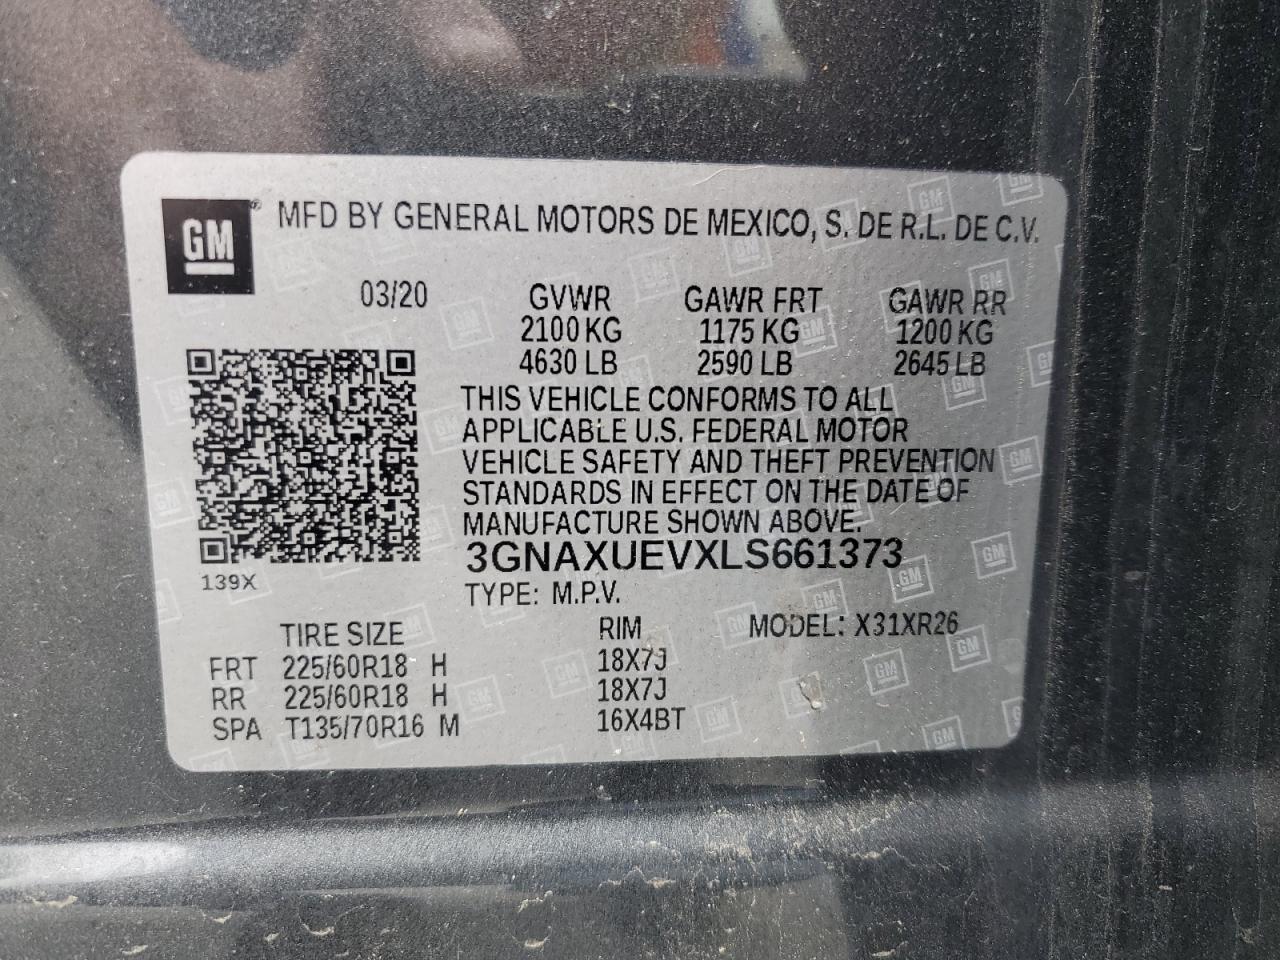 GM® MFD BY GENERAL MOTORS DE MEXICO, S. DE R.L. DE C.V.
03/20 GVWR GAWR FRT GAWR RR
2100 KG 1175 KG 1200 KG
4630 LB 2590 LB 2645 LB
THIS VEHICLE CONFORMS TO ALL
APPLICABLE U.S. FEDERAL MOTOR
VEHICLE SAFETY AND THEFT PREVENTION
STANDARDS IN EFFECT ON THE DATE OF
MANUFACTURE SHOWN ABOVE.
3GNAXUEVXLS661373
139X
TYPE: M.P.V.
TIRE SIZE RIM MODEL: X31XR26
FRT 225/60R18 H 18X7J
RR 225/60R18 H 18X7J
SPA T135/70R16 M 16X4BT